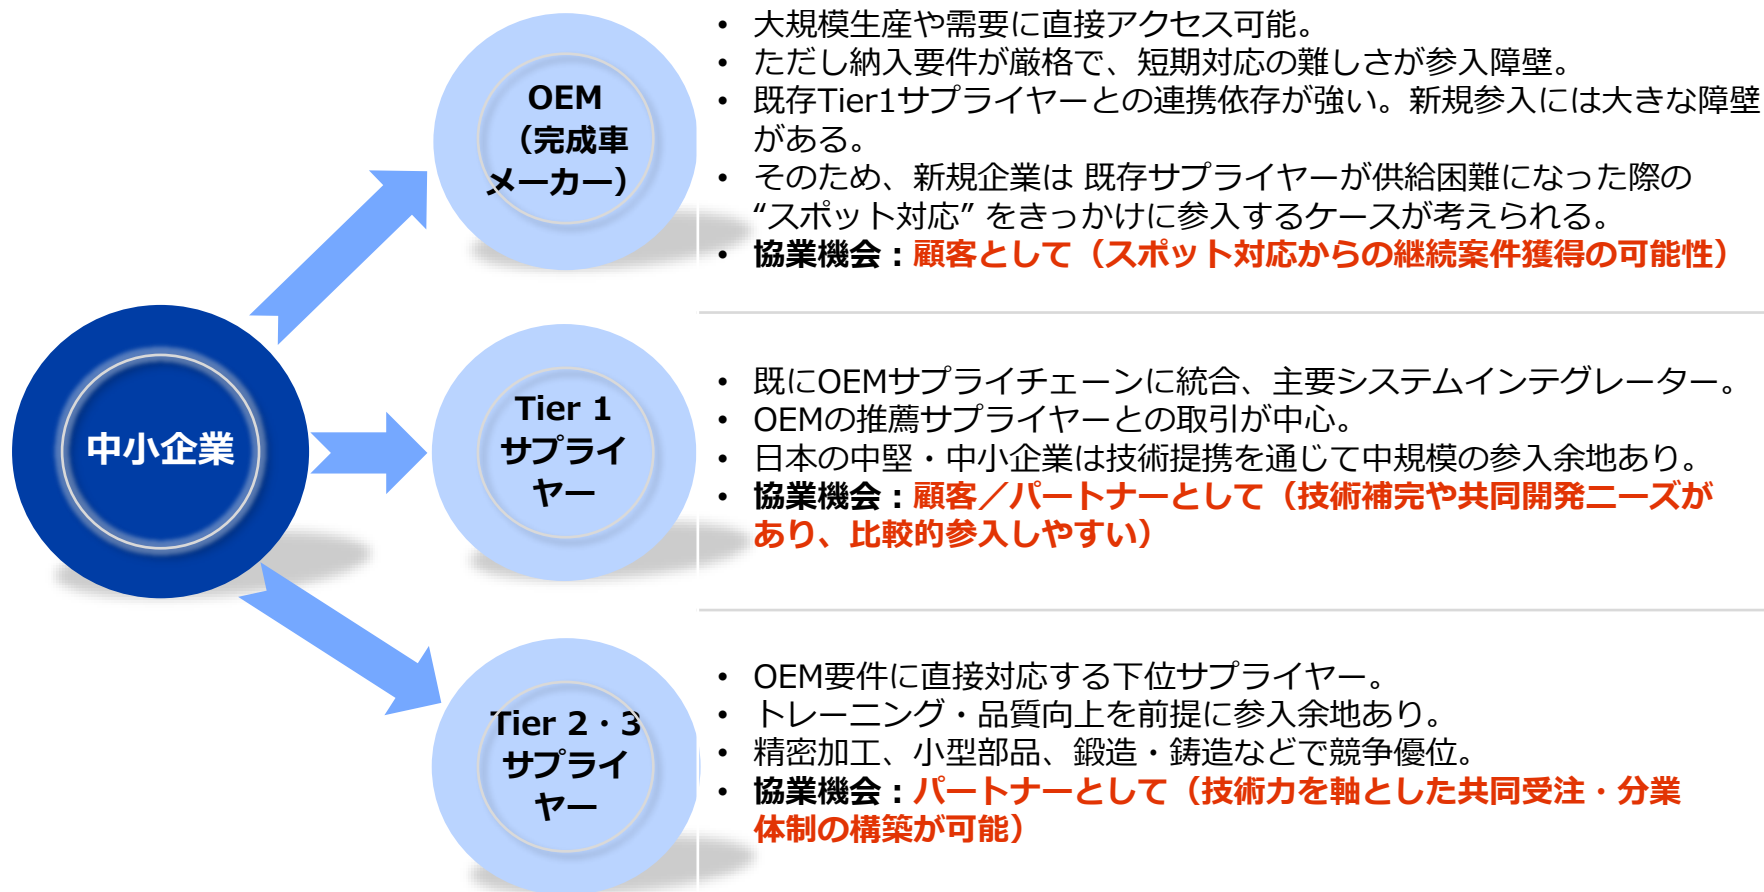 中小企業
OEM
（完成車
メーカー）
• 大規模生産や需要に直接アクセス可能。
• ただし納入要件が厳格で、短期対応の難しさが参入障壁。
• 既存Tier1サプライヤーとの連携依存が強い。新規参入には大きな障壁
がある。
• そのため、新規企業は 既存サプライヤーが供給困難になった際の
“スポット対応” をきっかけに参入するケースが考えられる。
• 協業機会：顧客として（スポット対応からの継続案件獲得の可能性）
Tier 1
サプライ
ヤー
• 既にOEMサプライチェーンに統合、主要システムインテグレーター。
• OEMの推薦サプライヤーとの取引が中心。
• 日本の中堅・中小企業は技術提携を通じて中規模の参入余地あり。
• 協業機会：顧客／パートナーとして（技術補完や共同開発ニーズが
あり、比較的参入しやすい）
Tier 2・3
サプライ
ヤー
• OEM要件に直接対応する下位サプライヤー。
• トレーニング・品質向上を前提に参入余地あり。
• 精密加工、小型部品、鍛造・鋳造などで競争優位。
• 協業機会：パートナーとして（技術力を軸とした共同受注・分業
体制の構築が可能）